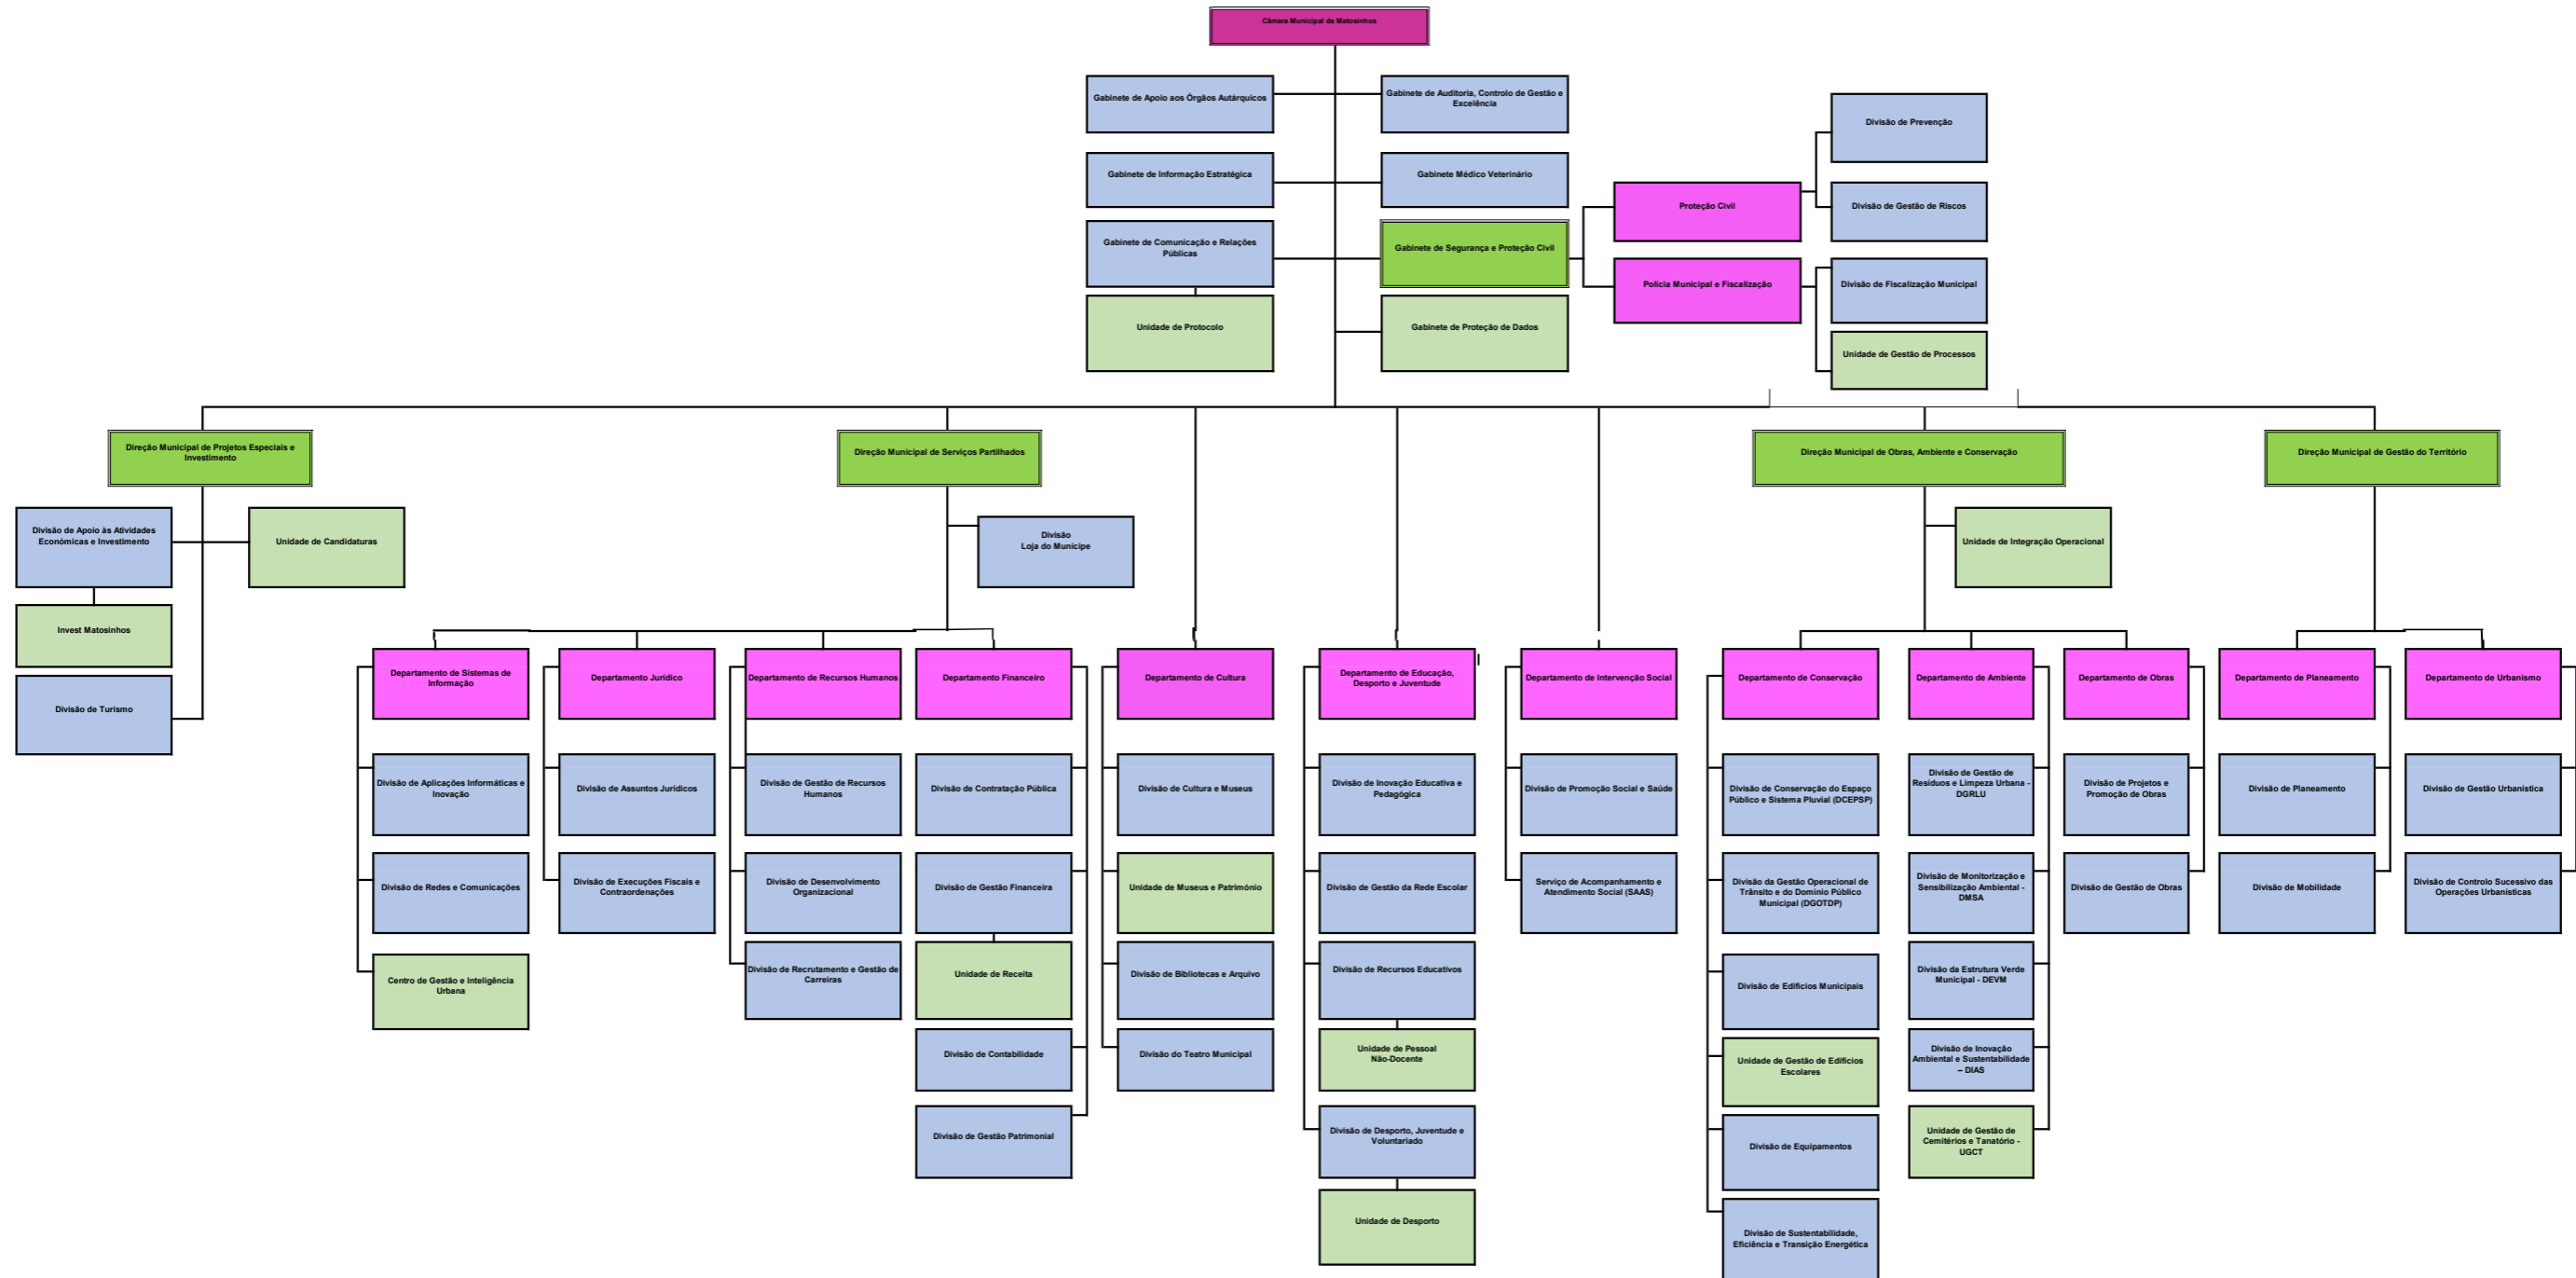 Câmara Municipal de Matosinhos
Gabinete de Apoio aos Órgãos Autárquicos
Gabinete de Auditoria, Controlo de Gestão e
Excelência
Divisão de Prevenção
Gabinete de Informação Estratégica
Gabinete Médico Veterinário
Proteção Civil
Divisão de Gestão de Riscos
Gabinete de Comunicação e Relações
Públicas
Gabinete de Segurança e Proteção Civil
Polícia Municipal e Fiscalização
Divisão de Fiscalização Municipal
Unidade de Protocolo
Gabinete de Proteção de Dados
Unidade de Gestão de Processos
Direção Municipal de Projetos Especiais e
Investimento
Direção Municipal de Serviços Partilhados
Direção Municipal de Obras, Ambiente e Conservação
Direção Municipal de Gestão do Território
Divisão de Apoio às Atividades
Económicas e Investimento
Unidade de Candidaturas
Divisão
Loja do Munícipe
Unidade de Integração Operacional
Invest Matosinhos
Divisão de Turismo
Departamento de Sistemas de
Informação
Departamento Jurídico
Departamento de Recursos Humanos
Departamento Financeiro
Departamento de Cultura
Departamento de Educação,
Desporto e Juventude
Departamento de Intervenção Social
Departamento de Conservação
Departamento de Ambiente
Departamento de Obras
Departamento de Planeamento
Departamento de Urbanismo
Divisão de Aplicações Informáticas e
Inovação
Divisão de Assuntos Jurídicos
Divisão de Gestão de Recursos
Humanos
Divisão de Contratação Pública
Divisão de Cultura e Museus
Divisão de Inovação Educativa e
Pedagógica
Divisão de Promoção Social e Saúde
Divisão de Conservação do Espaço
Público e Sistema Pluvial (DCEPSP)
Divisão de Gestão de
Resíduos e Limpeza Urbana -
DGRLU
Divisão de Projetos e
Promoção de Obras
Divisão de Planeamento
Divisão de Gestão Urbanística
Divisão de Redes e Comunicações
Divisão de Execuções Fiscais e
Contraordenações
Divisão de Desenvolvimento
Organizacional
Divisão de Gestão Financeira
Unidade de Museus e Património
Divisão de Gestão da Rede Escolar
Serviço de Acompanhamento e
Atendimento Social (SAAS)
Divisão da Gestão Operacional de
Trânsito e do Domínio Público
Municipal (DGOTDP)
Divisão de Monitorização e
Sensibilização Ambiental -
DMSA
Divisão de Gestão de Obras
Divisão de Mobilidade
Divisão de Controlo Sucessivo das
Operações Urbanísticas
Centro de Gestão e Inteligência
Urbana
Divisão de Recrutamento e Gestão de
Carreiras
Unidade de Receita
Divisão de Bibliotecas e Arquivo
Divisão de Recursos Educativos
Divisão de Edifícios Municipais
Divisão da Estrutura Verde
Municipal - DEVM
Divisão de Contabilidade
Divisão do Teatro Municipal
Unidade de Pessoal
Não-Docente
Unidade de Gestão de Edifícios
Escolares
Divisão de Inovação
Ambiental e Sustentabilidade
– DIAS
Divisão de Gestão Patrimonial
Divisão de Desporto, Juventude e
Voluntariado
Divisão de Equipamentos
Unidade de Gestão de
Cemitérios e Tanatório -
UGCT
Unidade de Desporto
Divisão de Sustentabilidade,
Eficiência e Transição Energética